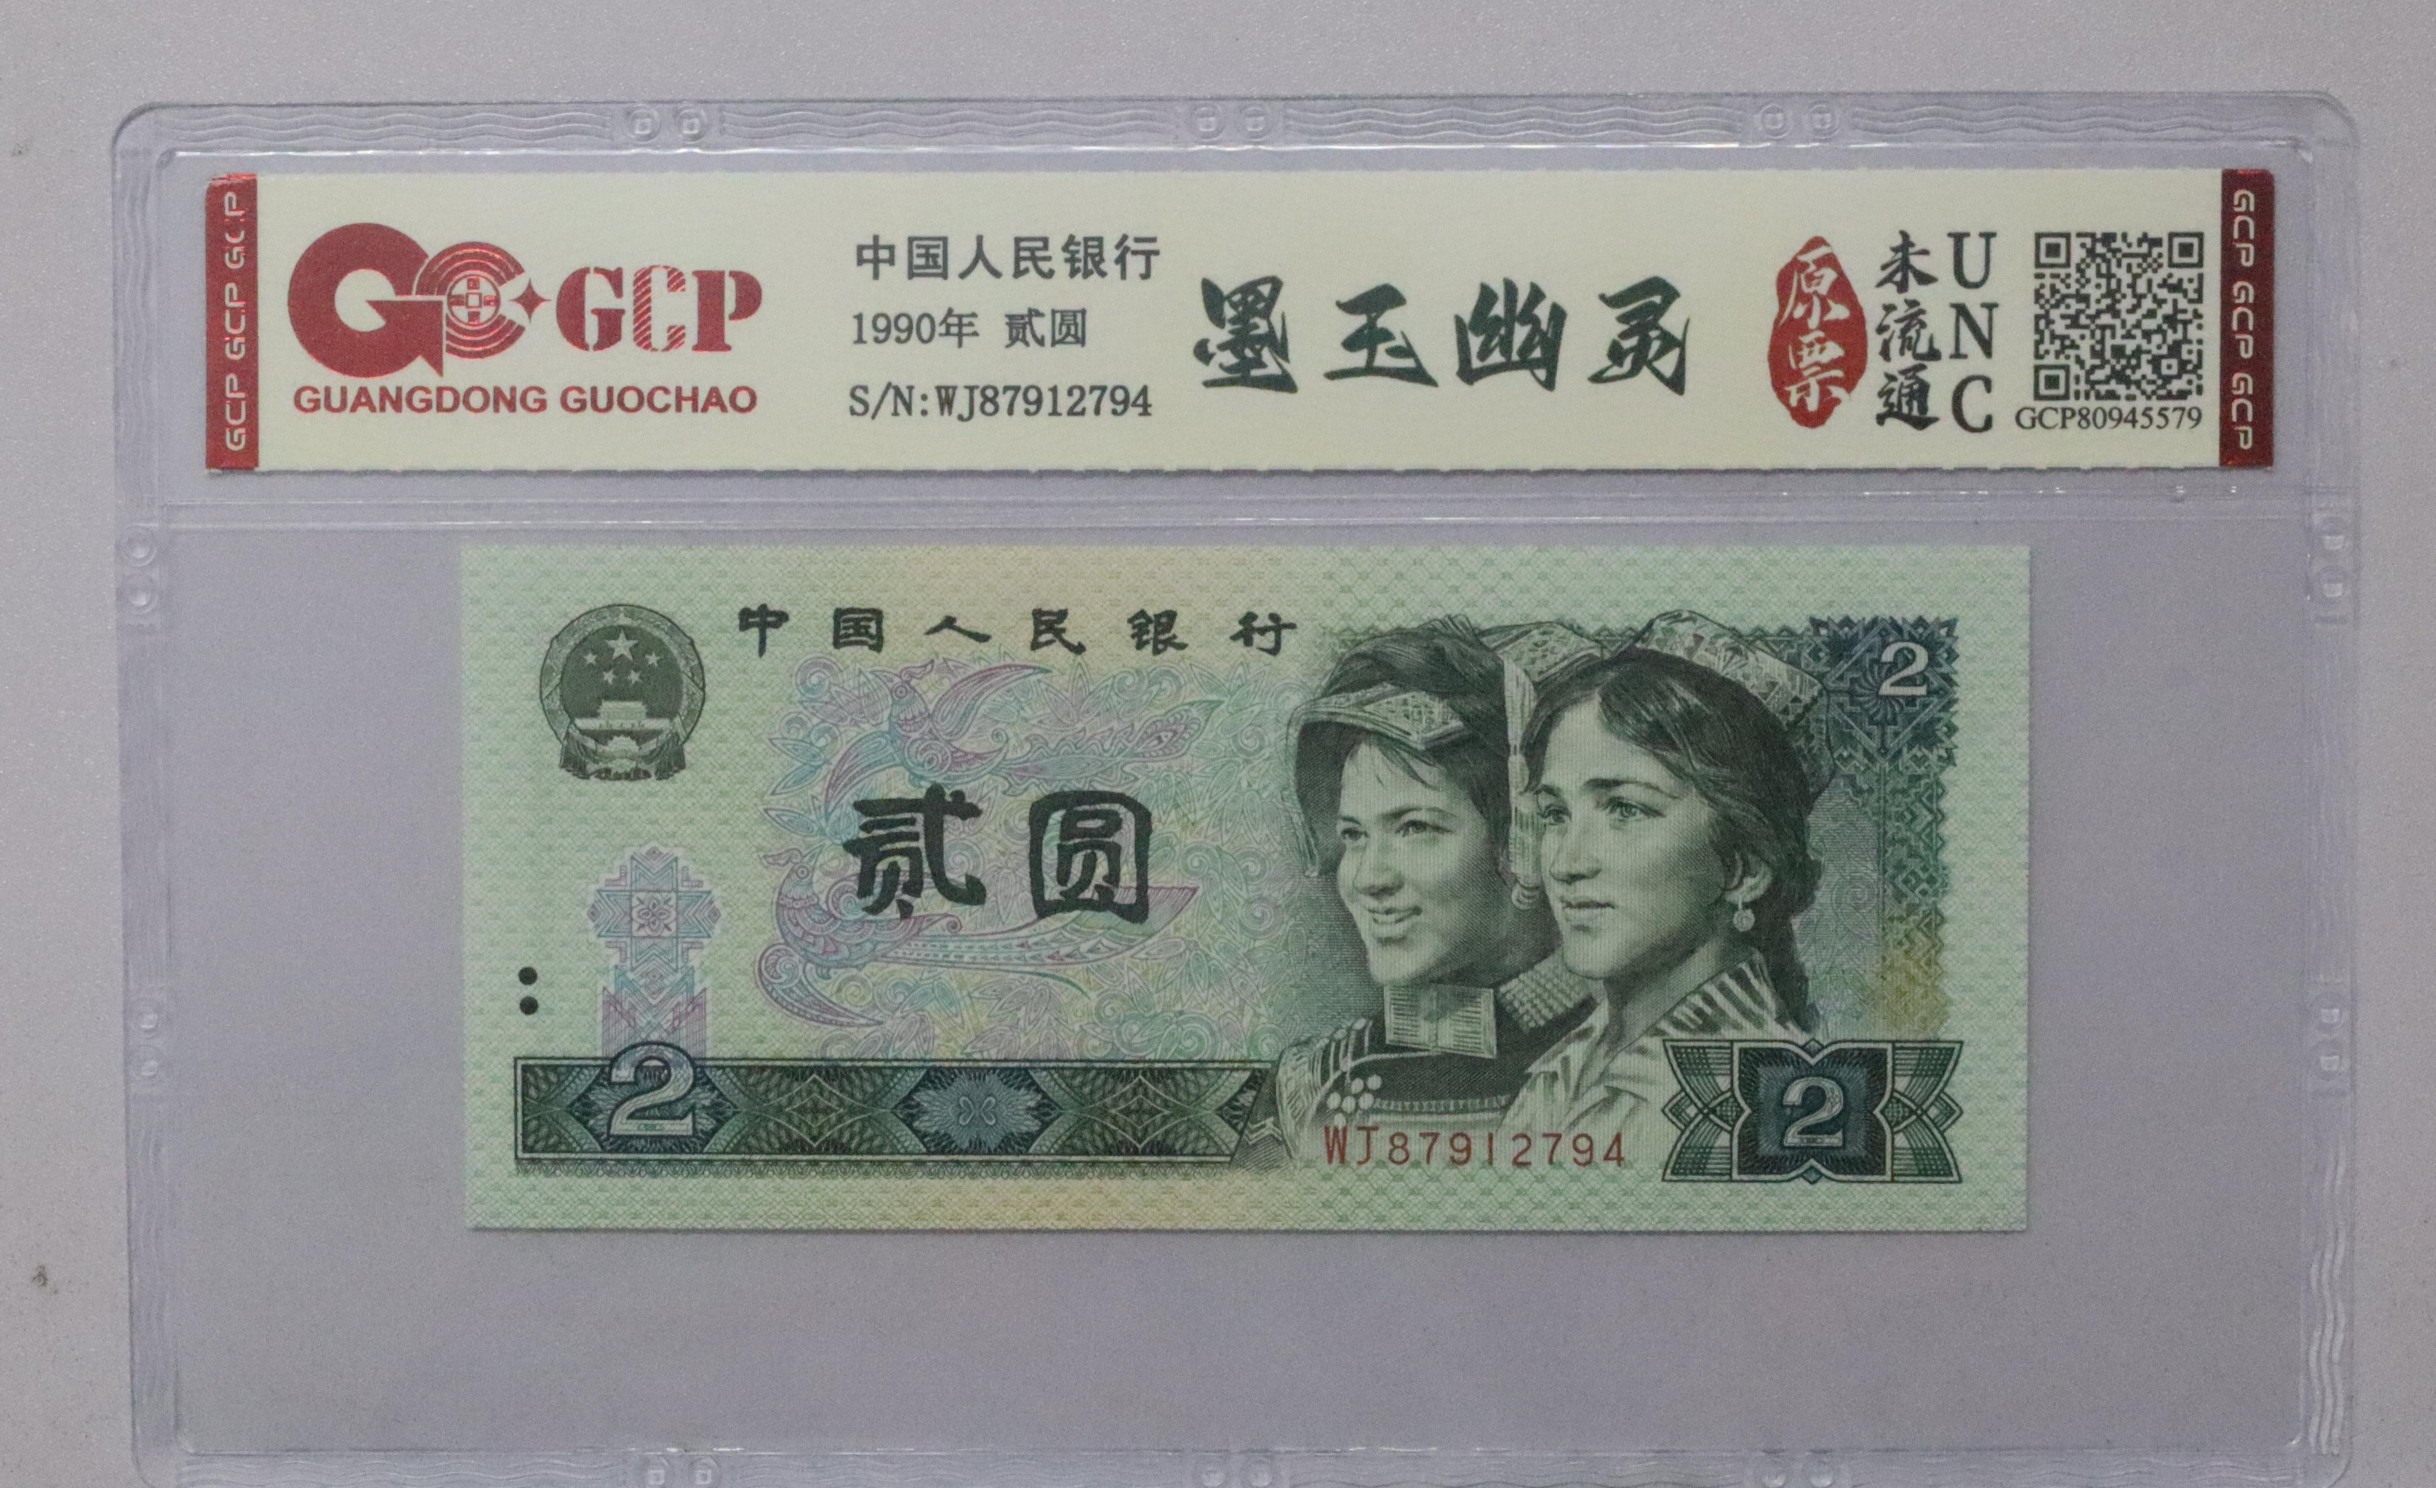 GCP GCP GCP
GCP
GUANGDONG GUOCHAO
中国人民银行
1990年 贰圆
S/N:WJ87912794
墨玉幽灵
原票
未流通
UNC
GCP80945579
GCP GCP GCP
中国人民银行
2
贰圆
2
WJ87912794
2